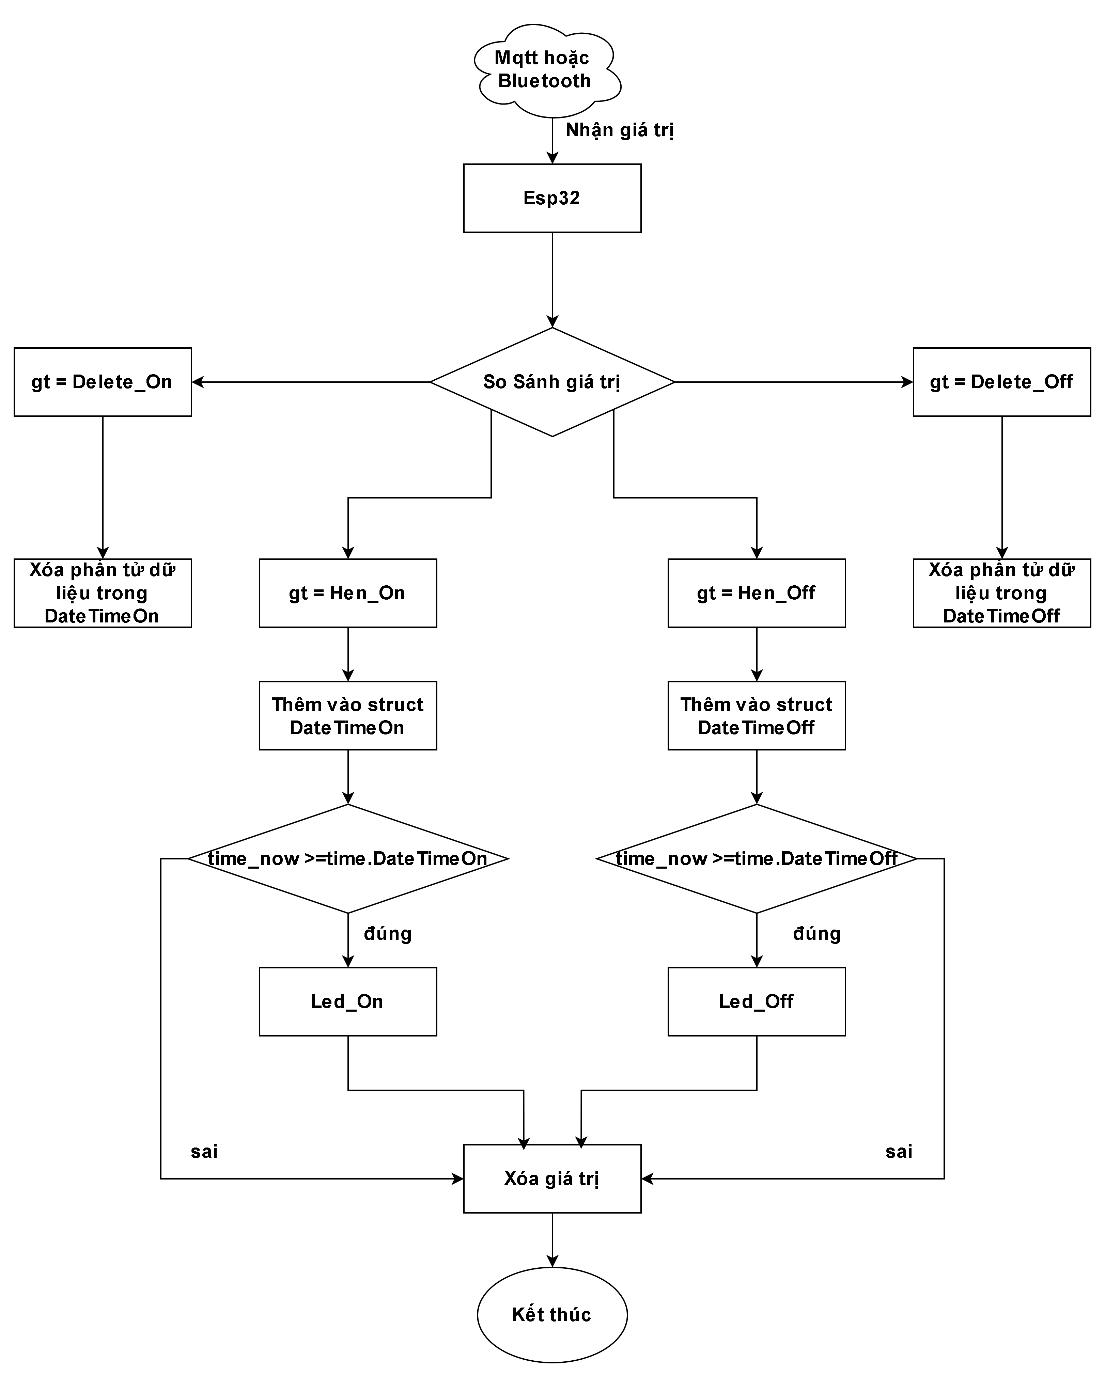 Mqtt hoặc
Bluetooth
Nhận giá trị
Esp32
gt = Delete_On
So Sánh giá trị
gt = Delete_Off
Xóa phần tử dữ
liệu trong
DateTimeOn
gt = Hen_On
gt = Hen_Off
Xóa phần tử dữ
liệu trong
DateTimeOff
Thêm vào struct
DateTimeOn
Thêm vào struct
DateTimeOff
time_now >=time.DateTimeOn
time_now >=time.DateTimeOff
đúng
đúng
Led_On
Led_Off
sai
sai
Xóa giá trị
Kết thúc